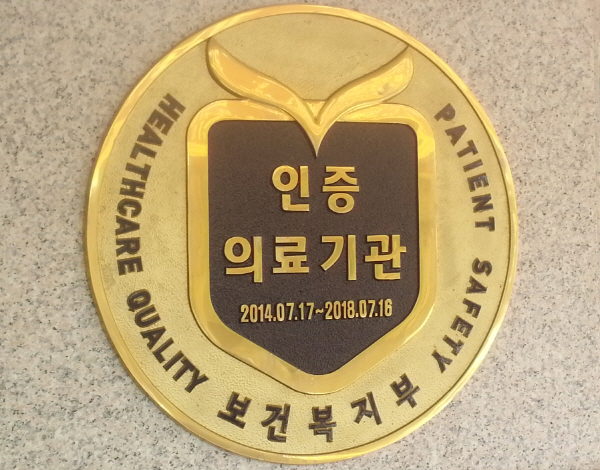 인증
의료기관
2014.07.17~2018.07.16
HEALTHCARE QUALITY
보건복지부
PATIENT SAFETY